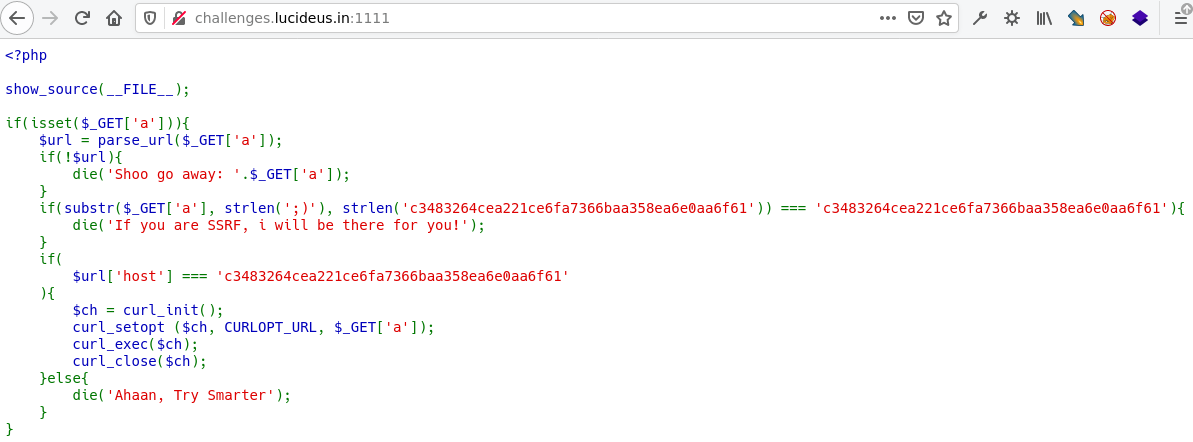 challenges.lucideus.in:1111
<?php
show_source(__FILE__);
if(isset($_GET['a'])){
    $url = parse_url($_GET['a']);
    if(!$url){
        die('Shoo go away: '.$_GET['a']);
    }
    if(substr($_GET['a'], strlen(';)'), strlen('c3483264cea221ce6fa7366baa358ea6e0aa6f61')) === 'c3483264cea221ce6fa7366baa358ea6e0aa6f61'){
        die('If you are SSRF, i will be there for you!');
    }
    if(
        $url['host'] === 'c3483264cea221ce6fa7366baa358ea6e0aa6f61'
    ){
        $ch = curl_init();
        curl_setopt ($ch, CURLOPT_URL, $_GET['a']);
        curl_exec($ch);
        curl_close($ch);
    }else{
        die('Ahaan, Try Smarter');
    }
}